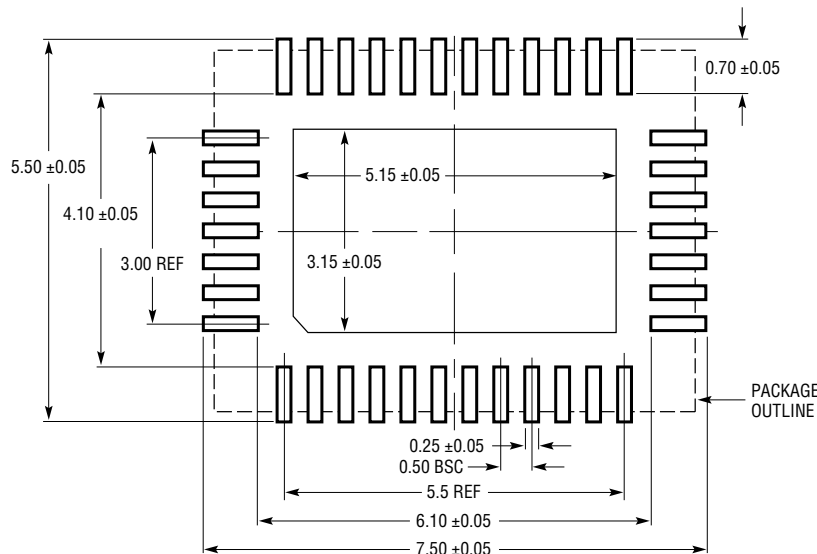 0.70 ±0.05
5.50 ±0.05
5.15 ±0.05
4.10 ±0.05
3.00 REF
3.15 ±0.05
PACKAGE
OUTLINE
0.25 ±0.05
0.50 BSC
5.5 REF
6.10 ±0.05
7.50 ±0.05